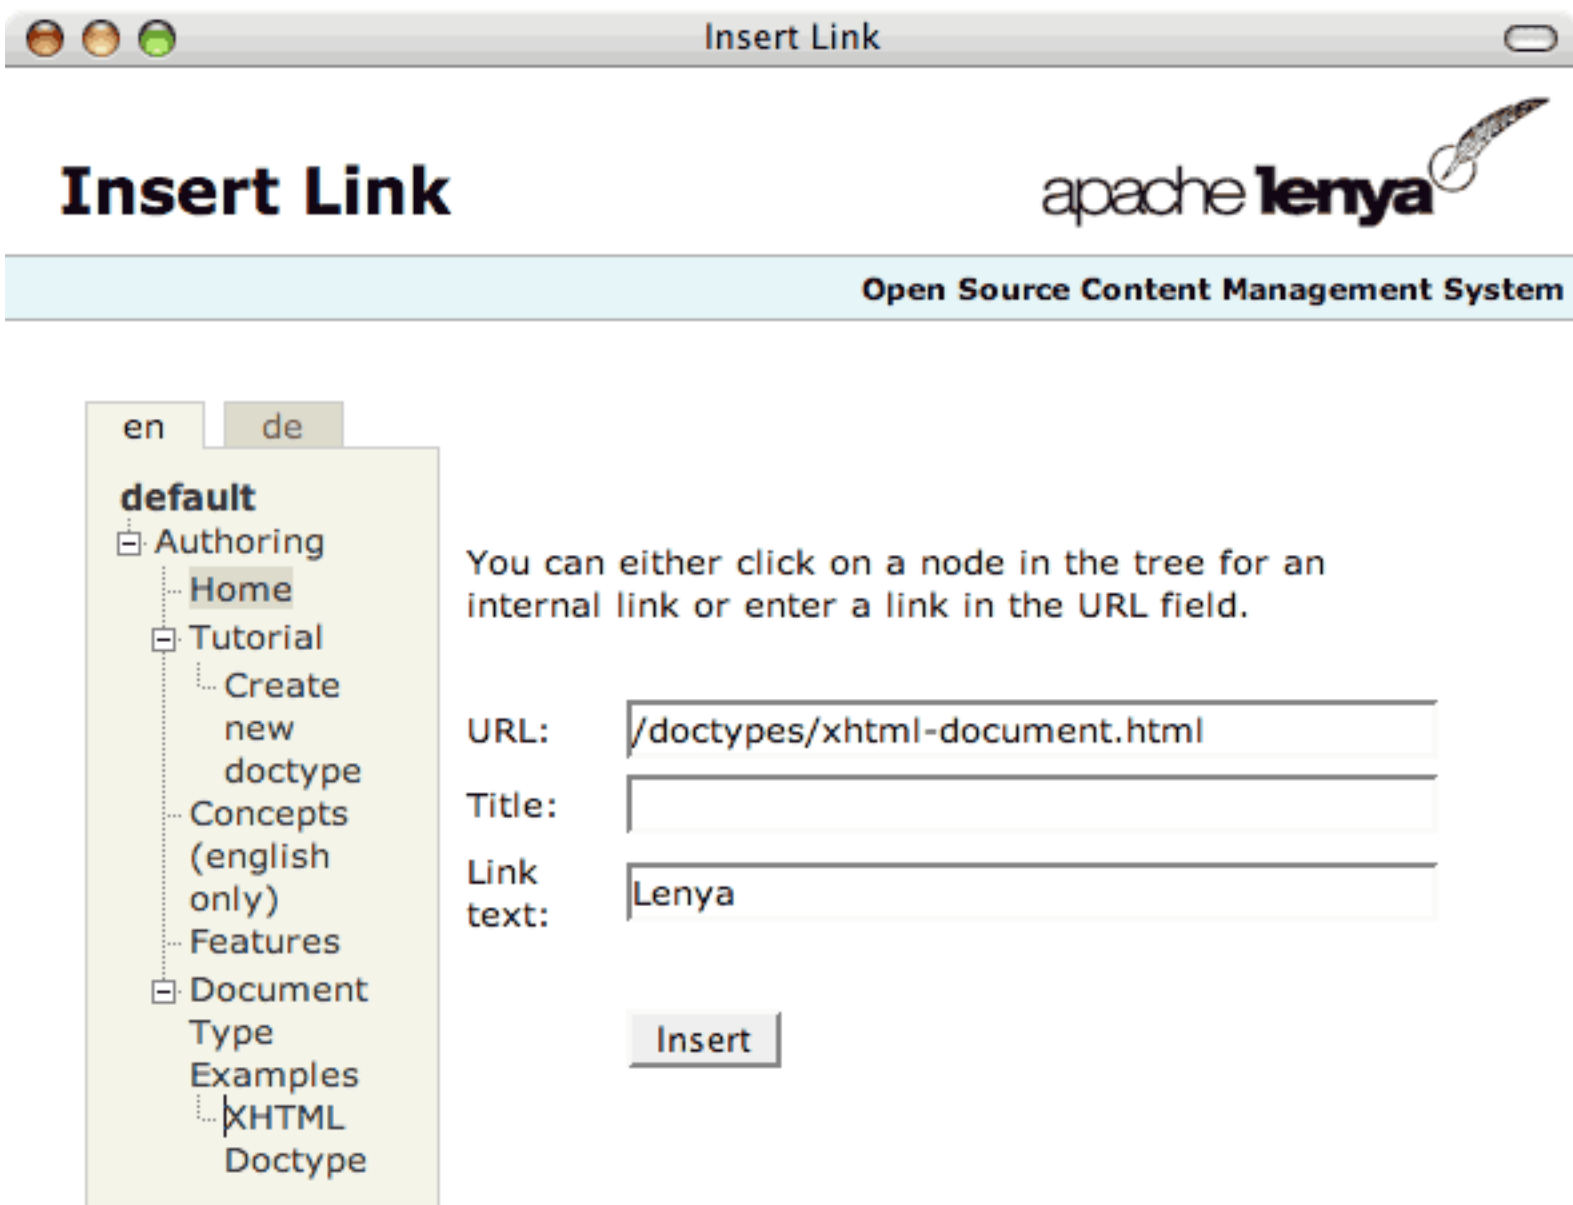 Insert Link
Insert Link
apache lenya
Open Source Content Management System
en
de
default
Authoring
Home
Tutorial
Create
new
doctype
Concepts
(english
only)
Features
Document
Type
Examples
XHTML
Doctype
You can either click on a node in the tree for an
internal link or enter a link in the URL field.
URL:
/doctypes/xhtml-document.html
Title:
Link
text:
Lenya
Insert